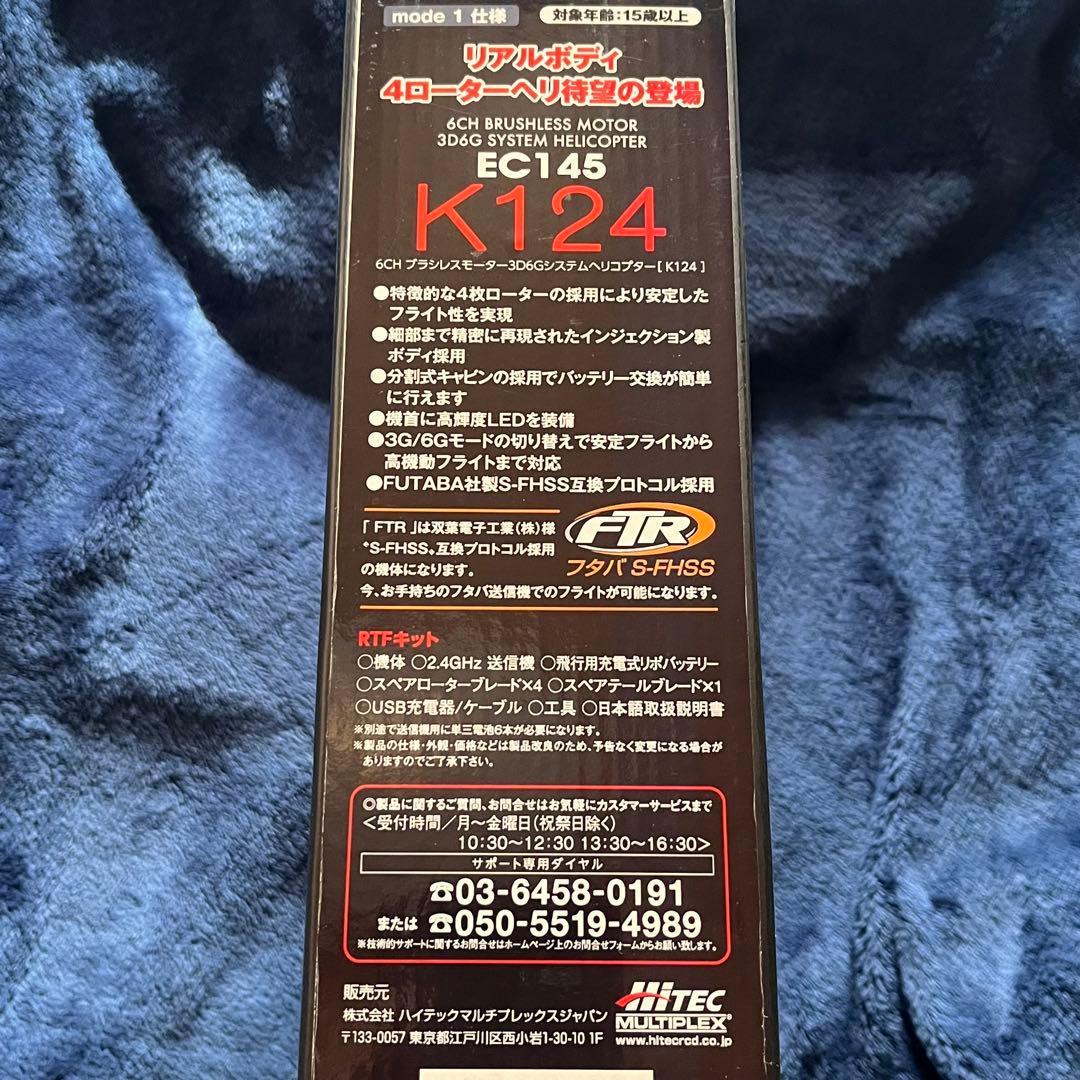 mode 1 仕様
対象年齢:15歳以上
リアルボディ
4ローターヘリ待望の登場
6CH BRUSHLESS MOTOR
3D6G SYSTEM HELICOPTER
EC145
K124
6CH ブラシレスモーター3D6Gシステムヘリコプター[ K124 ]
●特徴的な4枚ローターの採用により安定した
フライト性を実現
●細部まで精密に再現されたインジェクション製
ボディ採用
●分割式キャビンの採用でバッテリー交換が簡単
に行えます
●機首に高輝度LEDを装備
●3G/6Gモードの切り替えで安定フライトから
高機動フライトまで対応
●FUTABA社製S-FHSS互換プロトコル採用
「 FTR 」は双葉電子工業(株)様
"S-FHSS"互換プロトコル採用
の機体になります。
FTR
フタバ S-FHSS
今、お手持ちのフタバ送信機でのフライトが可能になります。
RTFキット
○機体 ○2.4GHz 送信機 ○飛行用充電式リポバッテリー
○スペアローターブレード×4 ○スペアテールブレード×1
○USB充電器/ケーブル ○工具 ○日本語取扱説明書
※別途で送信機用に単三電池6本が必要になります。
※製品の仕様・外観・価格などは製品改良のため、予告なく変更になる場合が
ありますのでご了承下さい。
◎製品に関するご質問、お問合せはお気軽にカスタマーサービスまで
<受付時間/月〜金曜日(祝祭日除く)
10:30〜12:30 13:30〜16:30>
サポート専用ダイヤル
☎03-6458-0191
または ☎050-5519-4989
※技術的サポートに関するお問合せはホームページ上のお問合せフォームからお願い致します。
販売元
株式会社 ハイテックマルチプレックスジャパン
〒133-0057 東京都江戸川区西小岩1-30-10 1F
HiTEC
MULTIPLEX®
www.hitecrcd.co.jp